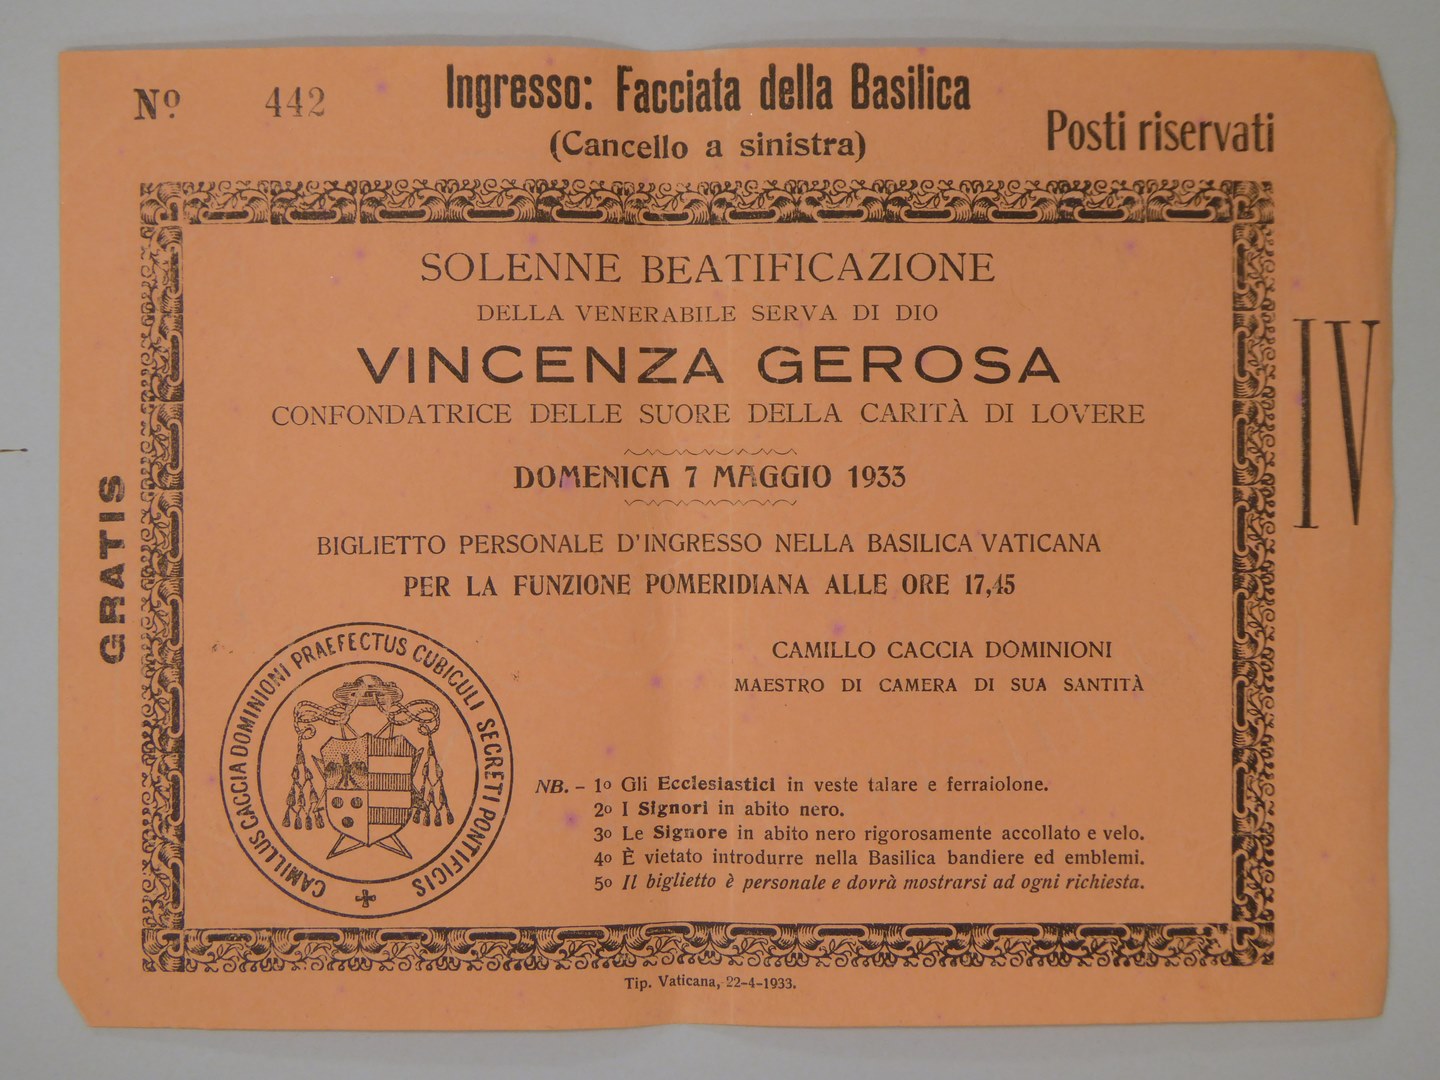 Nº 442
Ingresso: Facciata della Basilica
(Cancello a sinistra)
Posti riservati
SOLENNE BEATIFICAZIONE
DELLA VENERABILE SERVA DI DIO
VINCENZA GEROSA
CONFONDATRICE DELLE SUORE DELLA CARITÀ DI LOVERE
DOMENICA 7 MAGGIO 1933
BIGLIETTO PERSONALE D'INGRESSO NELLA BASILICA VATICANA
PER LA FUNZIONE POMERIDIANA ALLE ORE 17,45
GRATIS
IV
CAMILLO CACCIA DOMINIONI
MAESTRO DI CAMERA DI SUA SANTITÀ
CAMILLUS CACCIA DOMINIONI PRAEFECTUS CUBICULI SECRETI PONTIFICIS
NB. - 1º Gli Ecclesiastici in veste talare e ferraiolone.
2º I Signori in abito nero.
3º Le Signore in abito nero rigorosamente accollato e velo.
4º È vietato introdurre nella Basilica bandiere ed emblemi.
5º Il biglietto è personale e dovrà mostrarsi ad ogni richiesta.
Tip. Vaticana, 22-4-1933.